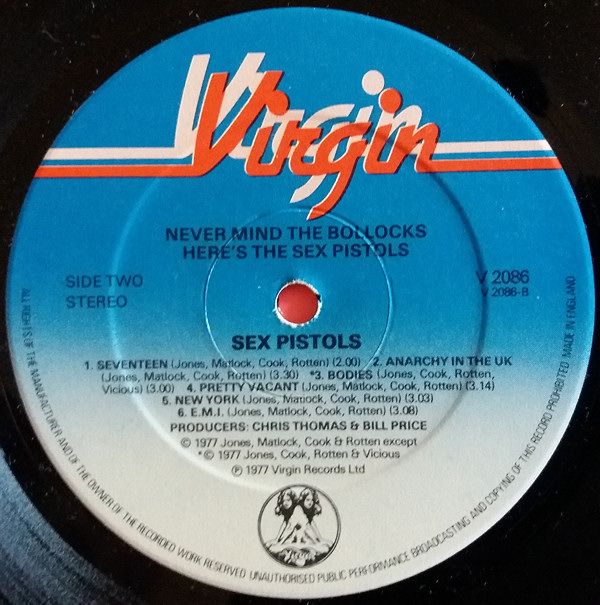 Virgin
NEVER MIND THE BOLLOCKS
HERE'S THE SEX PISTOLS
SIDE TWO
STEREO
V 2086
V 2086-B
SEX PISTOLS
1. SEVENTEEN (Jones, Matlock, Cook, Rotten) (2.00) 2. ANARCHY IN THE UK
(Jones, Matlock, Cook, Rotten) (3.30) *3. BODIES (Jones, Cook, Rotten,
Vicious) (3.00) 4. PRETTY VACANT (Jones, Matlock, Cook, Rotten) (3.14)
5. NEW YORK (Jones, Matlock, Cook, Rotten) (3.03)
6. E.M.I. (Jones, Matlock, Cook, Rotten) (3.08)
PRODUCERS: CHRIS THOMAS & BILL PRICE
© 1977 Jones, Matlock, Cook & Rotten except
*© 1977 Jones, Cook, Rotten & Vicious
℗ 1977 Virgin Records Ltd
Virgin
ALL RIGHTS OF THE MANUFACTURER AND OF THE OWNER OF THE RECORDED WORK RESERVED UNAUTHORISED PUBLIC PERFORMANCE BROADCASTING AND COPYING OF THIS RECORD PROHIBITED MADE IN ENGLAND